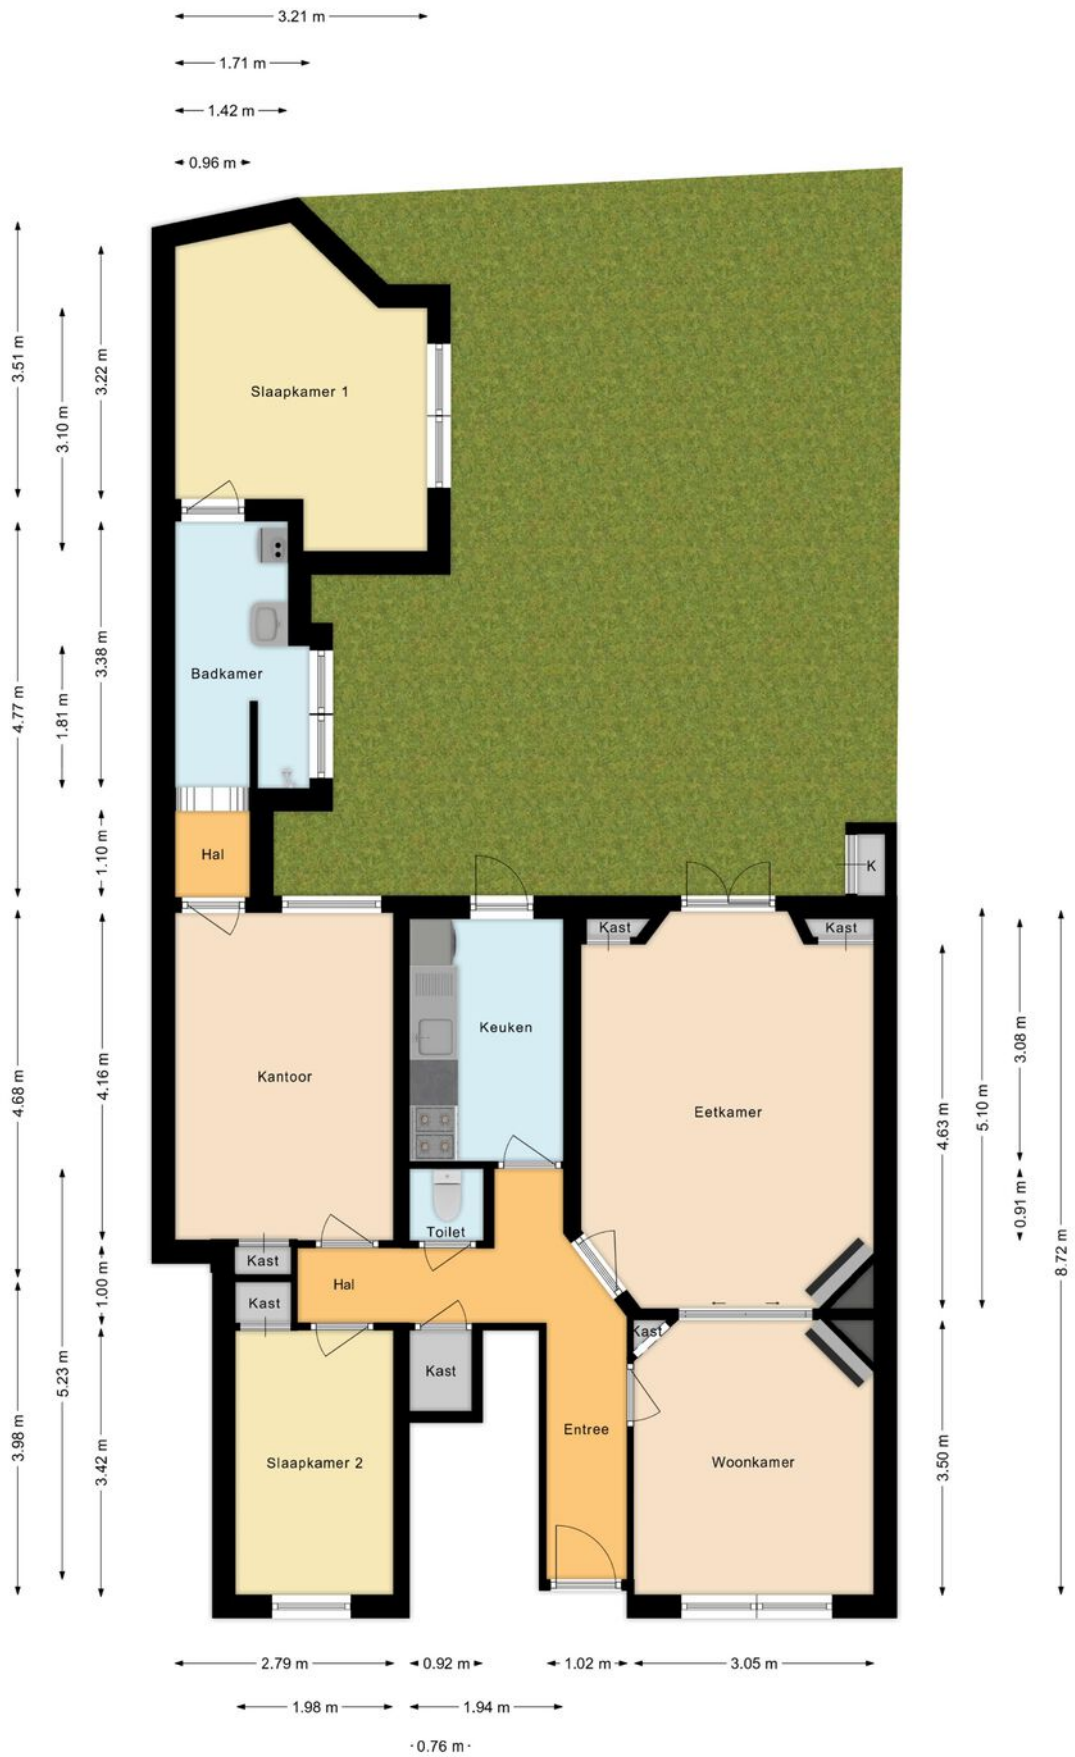 3.21 m
1.71 m
1.42 m
0.96 m
3.51 m
3.22 m
3.10 m
Slaapkamer 1
4.77 m
3.38 m
1.81 m
Badkamer
1.10 m
Hal
K
Kast
Kast
4.68 m
4.16 m
Kantoor
Keuken
Eetkamer
4.63 m
5.10 m
3.08 m
0.91 m
8.72 m
Toilet
1.00 m
Kast
Hal
Kast
Kast
Kast
5.23 m
3.98 m
3.42 m
Slaapkamer 2
Entree
Woonkamer
3.50 m
2.79 m
0.92 m
1.02 m
3.05 m
1.98 m
1.94 m
0.76 m